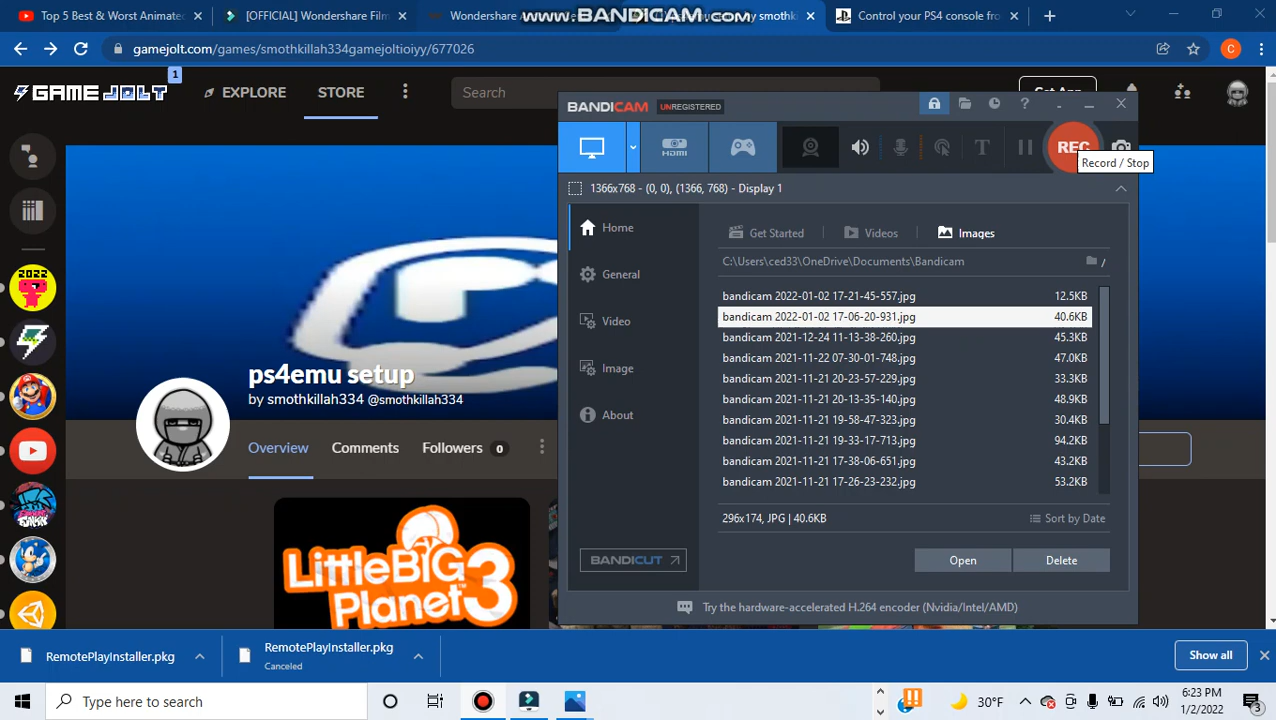 Top 5 Best & Worst Animated
[OFFICIAL] Wondershare Film
Wondershare
www.BANDICAM.com
by smothk
Control your PS4 console fro
gamejolt.com/games/smothkillah334gamejoltioiyy/677026
C
1
GAME JOLT
EXPLORE
STORE
Search
Get App
BANDICAM
UNREGISTERED
HDMI
T
REC
Record / Stop
1366x768 - (0, 0), (1366, 768) - Display 1
Home
General
Video
Image
About
BANDICUT
Get Started
Videos
Images
C:\Users\ced33\OneDrive\Documents\Bandicam
/
bandicam 2022-01-02 17-21-45-557.jpg 12.5KB
bandicam 2022-01-02 17-06-20-931.jpg 40.6KB
bandicam 2021-12-24 11-13-38-260.jpg 45.3KB
bandicam 2021-11-22 07-30-01-748.jpg 47.0KB
bandicam 2021-11-21 20-23-57-229.jpg 33.3KB
bandicam 2021-11-21 20-13-35-140.jpg 48.9KB
bandicam 2021-11-21 19-58-47-323.jpg 30.4KB
bandicam 2021-11-21 19-33-17-713.jpg 94.2KB
bandicam 2021-11-21 17-38-06-651.jpg 43.2KB
bandicam 2021-11-21 17-26-23-232.jpg 53.2KB
296x174, JPG | 40.6KB
Sort by Date
Open
Delete
Try the hardware-accelerated H.264 encoder (Nvidia/Intel/AMD)
2022
ps4emu setup
by smothkillah334 @smothkillah334
Overview
Comments
Followers 0
LittleBIG
Planet 3
RemotePlayInstaller.pkg
RemotePlayInstaller.pkg
Canceled
Show all
Type here to search
30°F
6:23 PM
1/2/2022
3